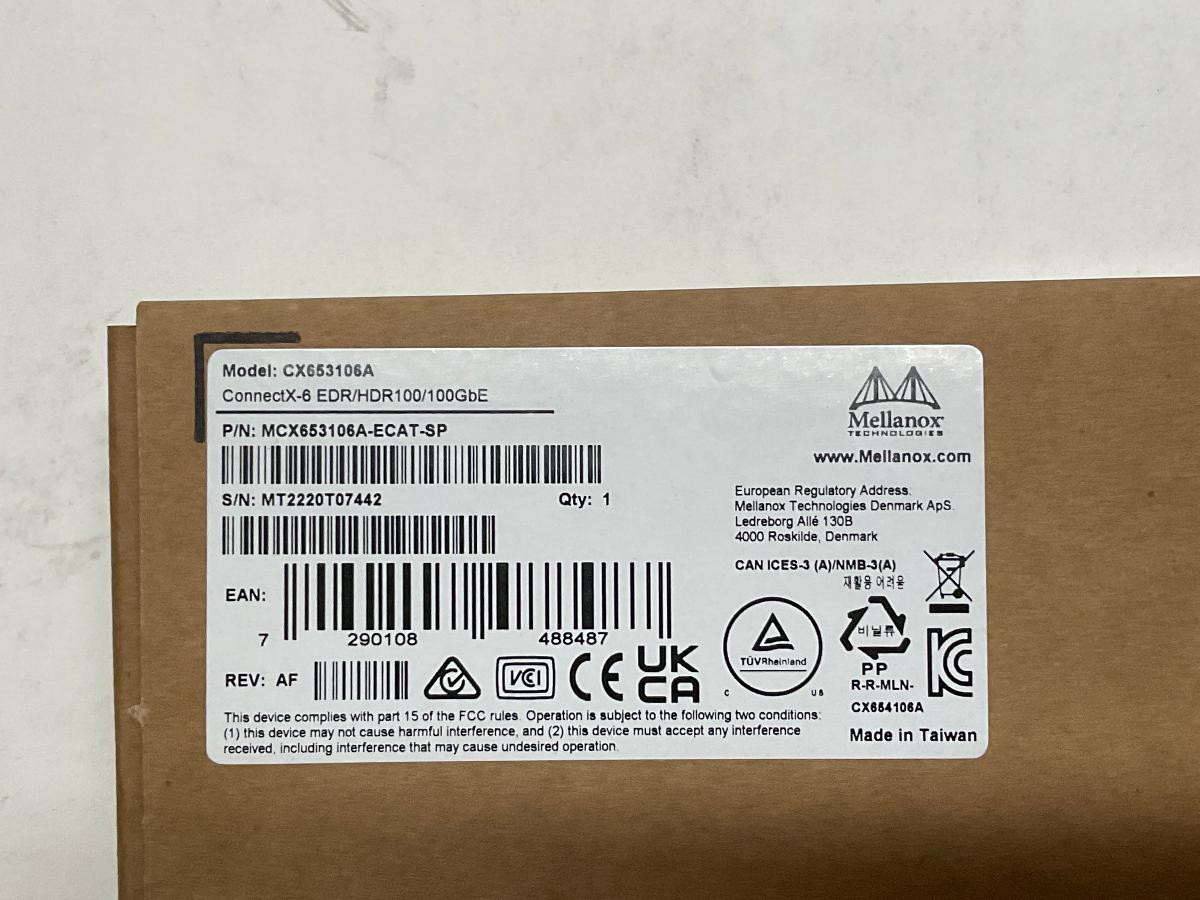 Model: CX653106A
ConnectX-6 EDR/HDR100/100GbE
P/N: MCX653106A-ECAT-SP
S/N: MT2220T07442 Qty: 1
EAN:
7 290108 488487
REV: AF
VCI
CE
UK
CA
This device complies with part 15 of the FCC rules. Operation is subject to the following two conditions:
(1) this device may not cause harmful interference, and (2) this device must accept any interference
received, including interference that may cause undesired operation.
Mellanox
TECHNOLOGIES
www.Mellanox.com
European Regulatory Address:
Mellanox Technologies Denmark ApS.
Ledreborg Allé 130B
4000 Roskilde, Denmark
CAN ICES-3 (A)/NMB-3(A)
재활용 어려움
TÜVRheinland
C US
비닐류
PP
R-R-MLN-
CX654106A
Made in Taiwan